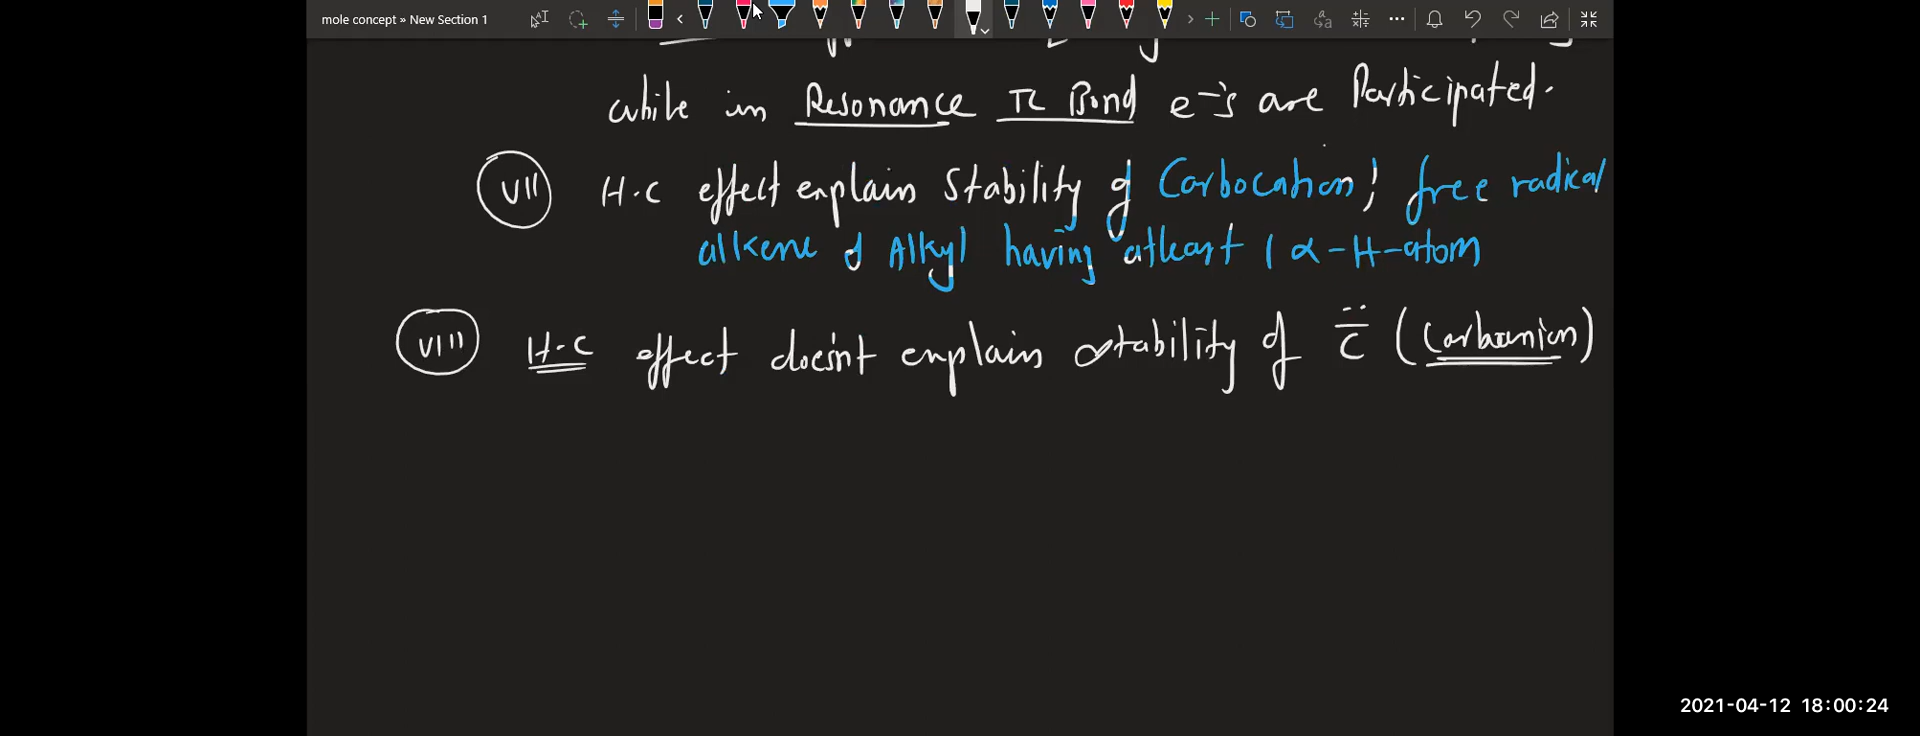 mole concept » New Section 1
while in Resonance π Bond e⁻'s are Participated.
VII H.C effect explain Stability of Carbocation, free radical
alkene & Alkyl having atleast 1 α-H-atom
VIII H.C effect doesn't explain stability of C̄ (Carbanion)
2021-04-12 18:00:24